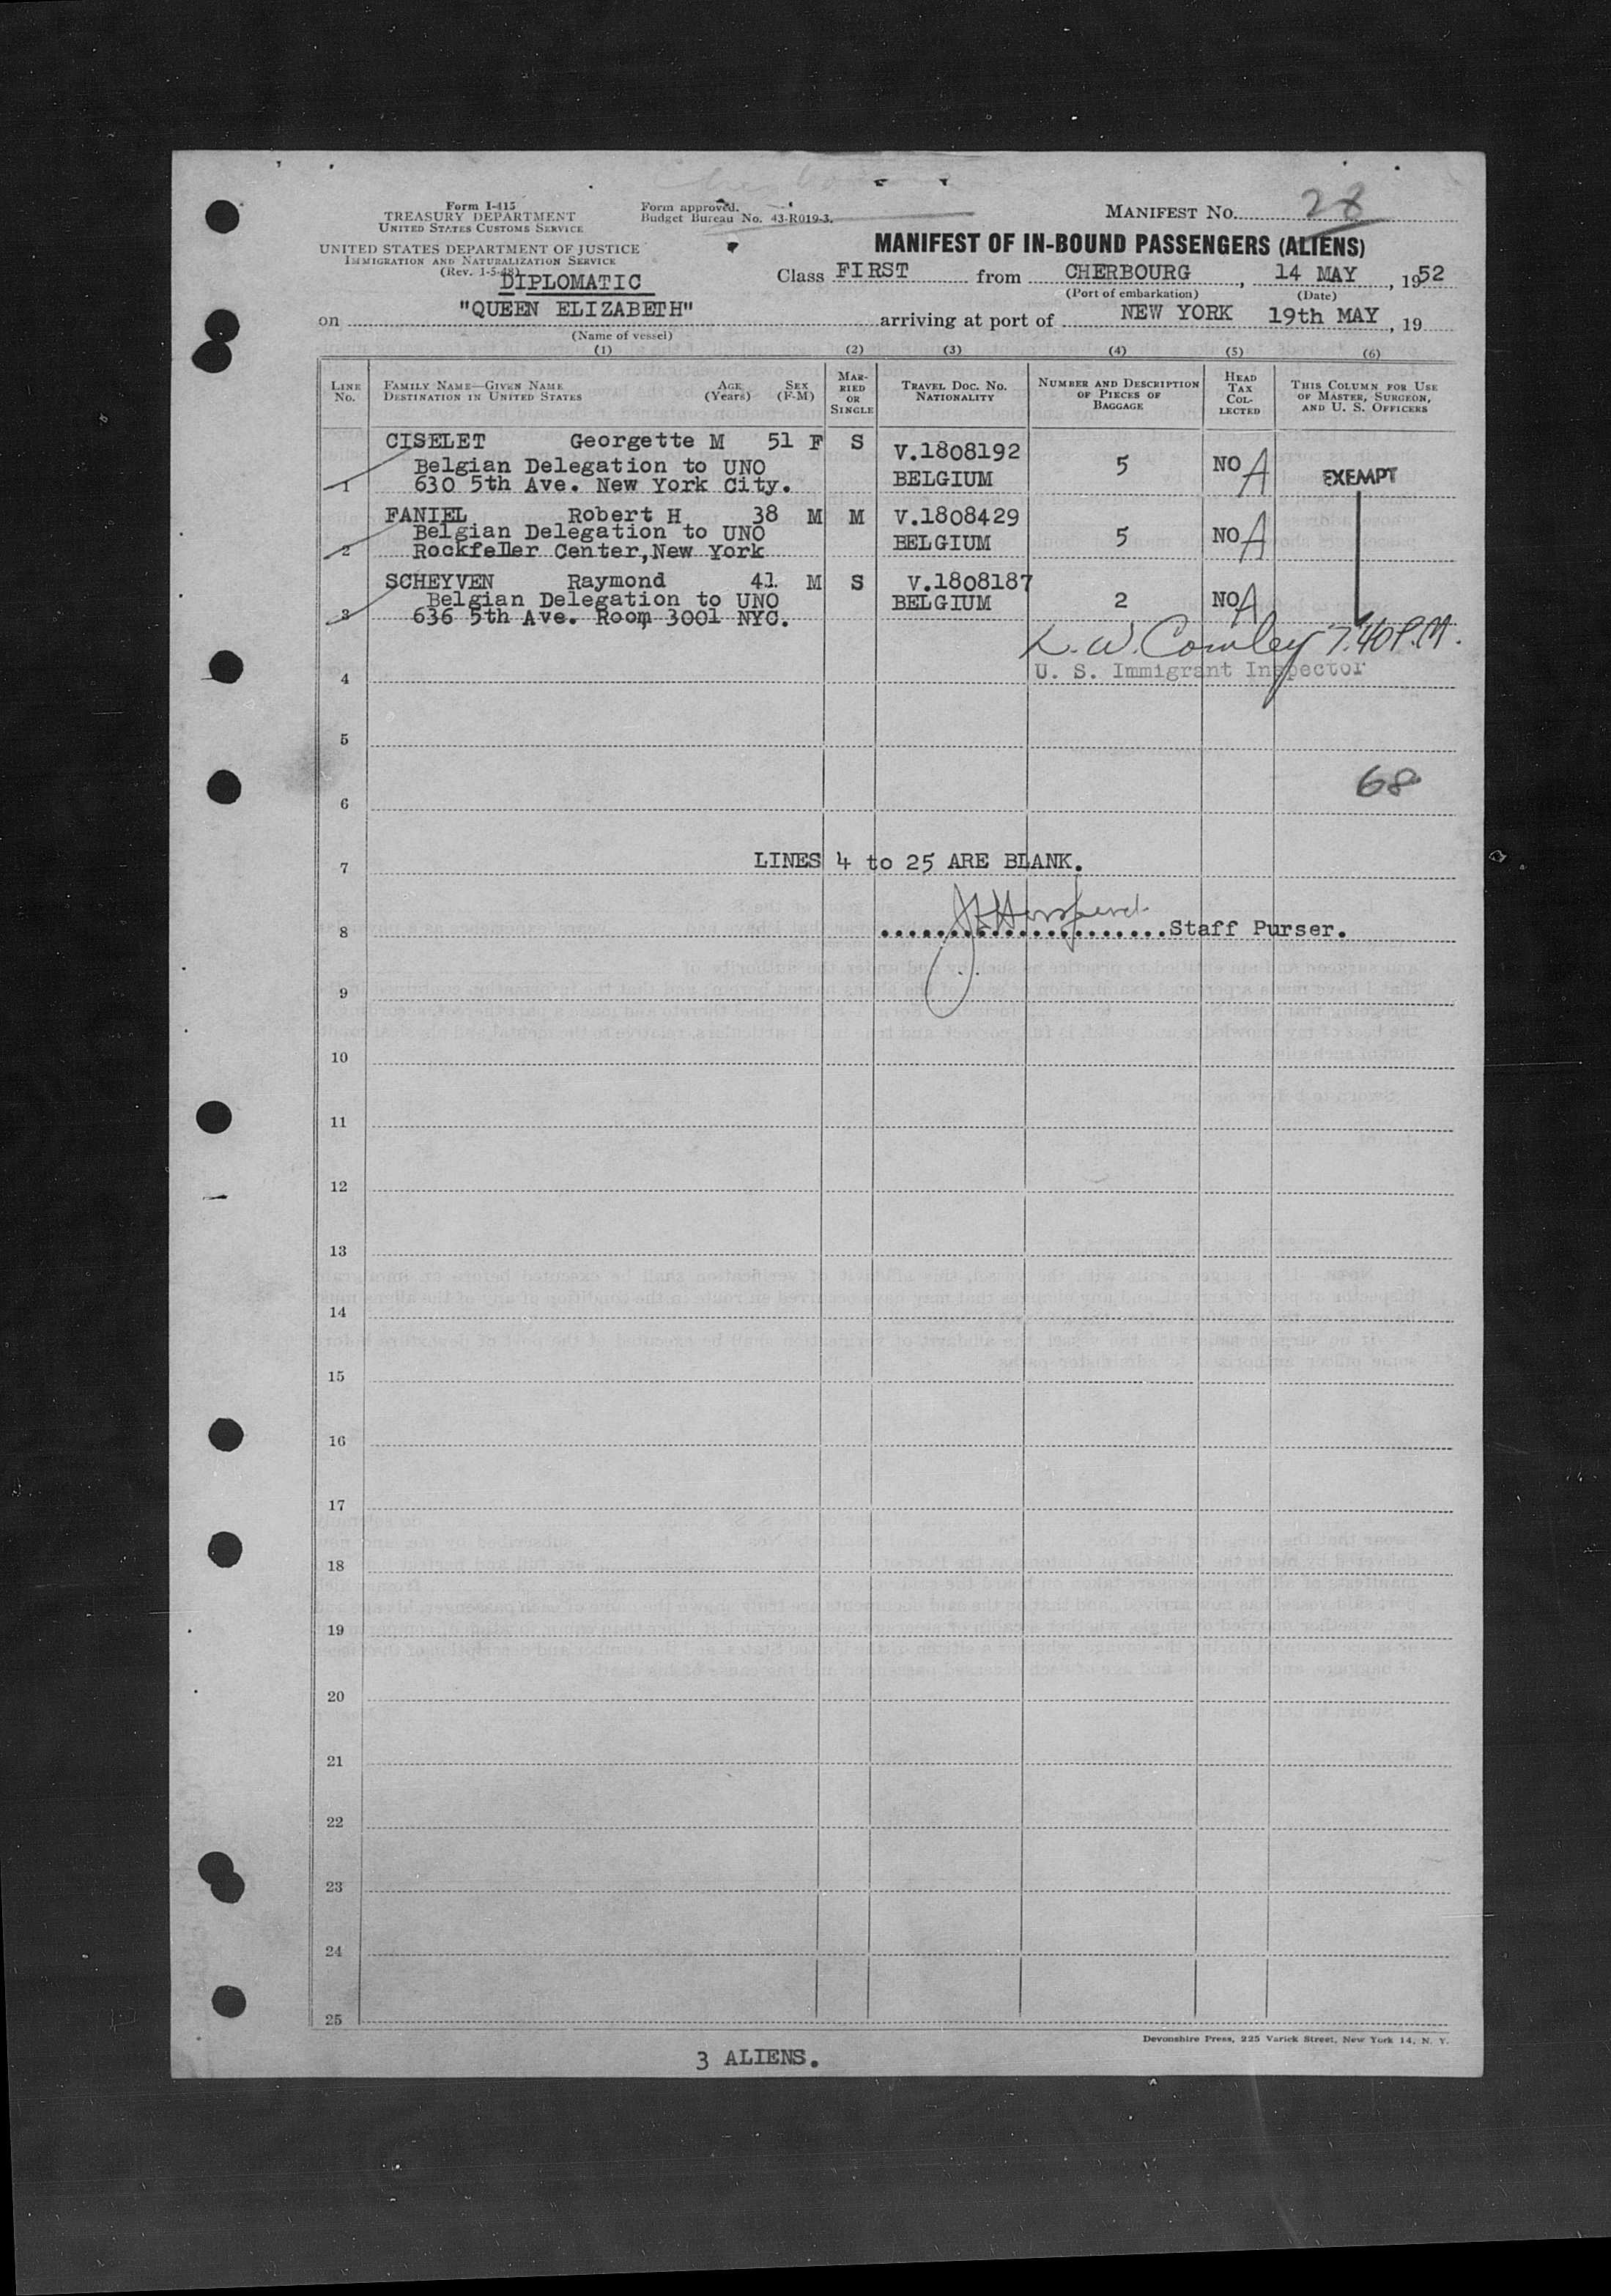 Form I-415
TREASURY DEPARTMENT
UNITED STATES CUSTOMS SERVICE
UNITED STATES DEPARTMENT OF JUSTICE
IMMIGRATION AND NATURALIZATION SERVICE
(Rev. 1-5-48)
Form approved.
Budget Bureau No. 43-R019-3.
MANIFEST No. 28
MANIFEST OF IN-BOUND PASSENGERS (ALIENS)
DIPLOMATIC
Class FIRST from CHERBOURG, 14 MAY, 1952
(Port of embarkation) (Date)
on "QUEEN ELIZABETH" arriving at port of NEW YORK 19th MAY, 19
(Name of vessel)
(1) (2) (3) (4) (5) (6)
LINE No.
FAMILY NAME—GIVEN NAME AGE (Years) SEX (F-M)
DESTINATION IN UNITED STATES
MARRIED OR SINGLE
TRAVEL DOC. NO. NATIONALITY
NUMBER AND DESCRIPTION OF PIECES OF BAGGAGE
HEAD TAX COLLECTED
THIS COLUMN FOR USE OF MASTER, SURGEON, AND U. S. OFFICERS
CISELET Georgette M 51 F S V.1808192
Belgian Delegation to UNO 5 NO A EXEMPT
1 630 5th Ave. New York City. BELGIUM
FANIEL Robert H 38 M M V.1808429
Belgian Delegation to UNO 5 NO A
2 Rockfeller Center, New York BELGIUM
SCHEYVEN Raymond 41 M S V.1808187
Belgian Delegation to UNO BELGIUM 2 NO A
3 636 5th Ave. Room 3001 NYC.
7.40 P.M.
4 U. S. Immigrant Inspector
5
6 68
7 LINES 4 to 25 ARE BLANK.
8 Staff Purser.
9
10
11
12
13
14
15
16
17
18
19
20
21
22
23
24
25
Devonshire Press, 225 Varick Street, New York 14, N. Y.
3 ALIENS.